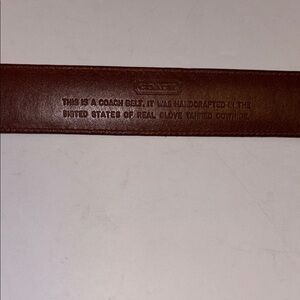 COACH
THIS IS A COACH BELT. IT WAS HANDCRAFTED IN THE
UNITED STATES OF REAL GLOVE TANNED COWHIDE.